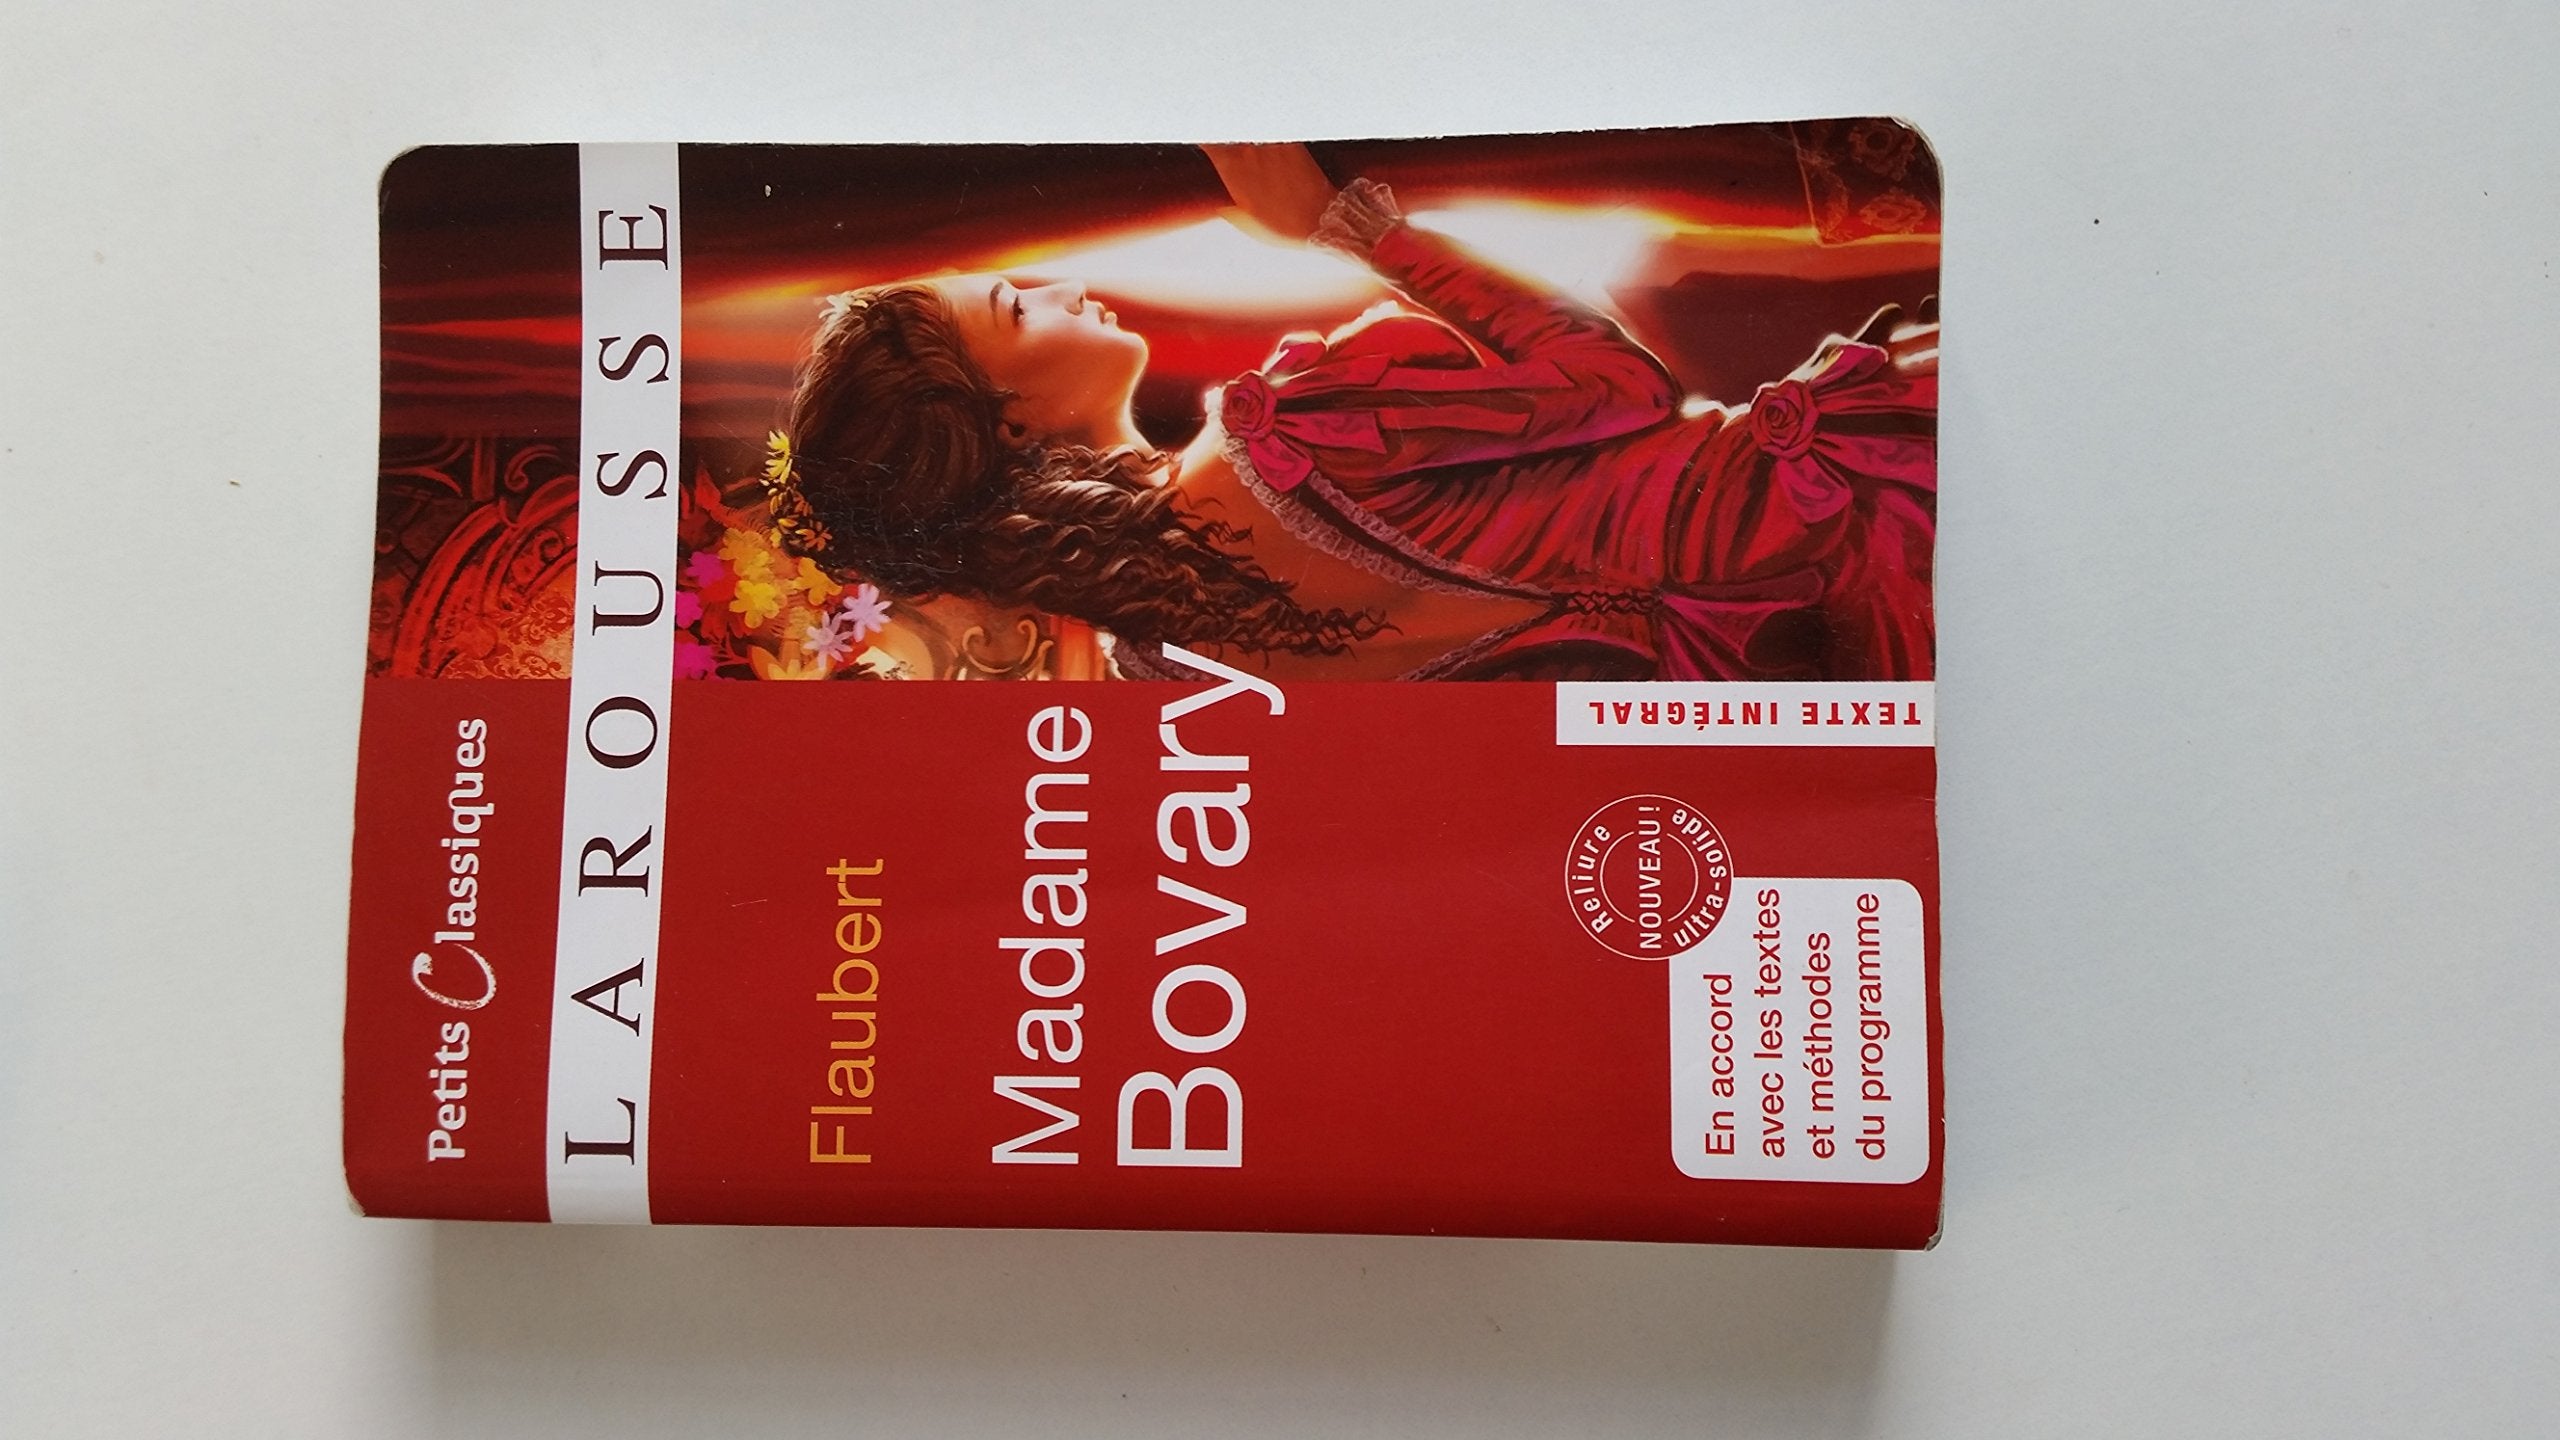 Petits Classiques
LAROUSSE
Flaubert
Madame
Bovary
TEXTE INTÉGRAL
Reliure
NOUVEAU!
ultra-solide
En accord
avec les textes
et méthodes
du programme